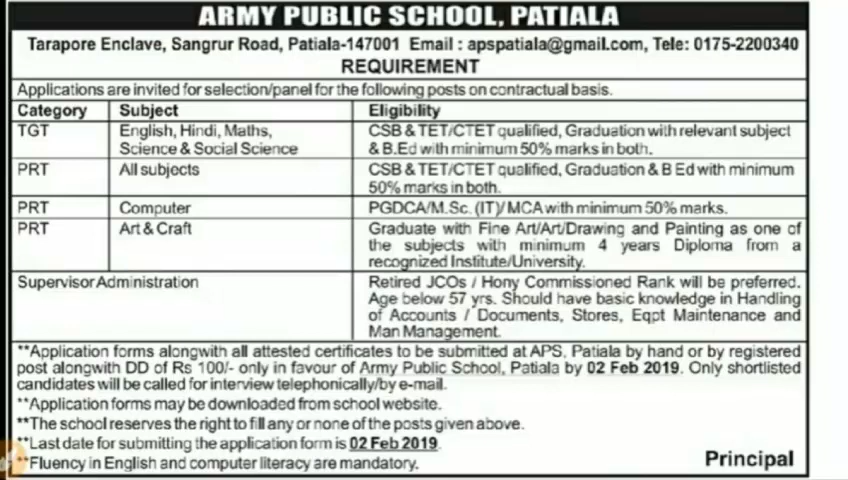 ARMY PUBLIC SCHOOL, PATIALA
Tarapore Enclave, Sangrur Road, Patiala-147001 Email : apspatiala@gmail.com, Tele: 0175-2200340
REQUIREMENT
Applications are invited for selection/panel for the following posts on contractual basis.
Category Subject Eligibility
TGT English, Hindi, Maths, CSB & TET/CTET qualified, Graduation with relevant subject
Science & Social Science & B.Ed with minimum 50% marks in both.
PRT All subjects CSB & TET/CTET qualified, Graduation & B Ed with minimum
50% marks in both.
PRT Computer PGDCA/M.Sc. (IT)/MCA with minimum 50% marks.
PRT Art & Craft Graduate with Fine Art/Art/Drawing and Painting as one of
the subjects with minimum 4 years Diploma from a
recognized Institute/University.
Supervisor Administration Retired JCOs / Hony Commissioned Rank will be preferred.
Age below 57 yrs. Should have basic knowledge in Handling
of Accounts / Documents, Stores, Eqpt Maintenance and
Man Management.
**Application forms alongwith all attested certificates to be submitted at APS, Patiala by hand or by registered
post alongwith DD of Rs 100/- only in favour of Army Public School, Patiala by 02 Feb 2019. Only shortlisted
candidates will be called for interview telephonically/by e-mail.
**Application forms may be downloaded from school website.
**The school reserves the right to fill any or none of the posts given above.
**Last date for submitting the application form is 02 Feb 2019.
**Fluency in English and computer literacy are mandatory.
Principal